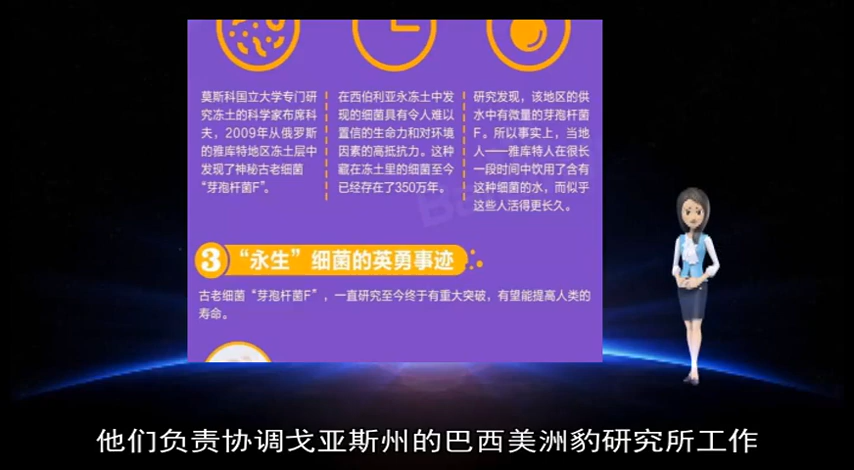 莫斯科国立大学专门研
究冻土的科学家布席科
夫，2009年从俄罗斯
的雅库特地区冻土层中
发现了神秘古老细菌
“芽孢杆菌F”。
在西伯利亚永冻土中发
现的细菌具有令人难以
置信的生命力和对环境
因素的高抵抗力。这种
藏在冻土里的细菌至今
已经存在了350万年。
研究发现，该地区的供
水中有微量的芽孢杆菌
F。所以事实上，当地
人——雅库特人在很长
一段时间中饮用了含有
这种细菌的水，而似乎
这些人活得更长久。
3 “永生”细菌的英勇事迹
古老细菌“芽孢杆菌F”，一直研究至今终于有重大突破，有望能提高人类的
寿命。
他们负责协调戈亚斯州的巴西美洲豹研究所工作